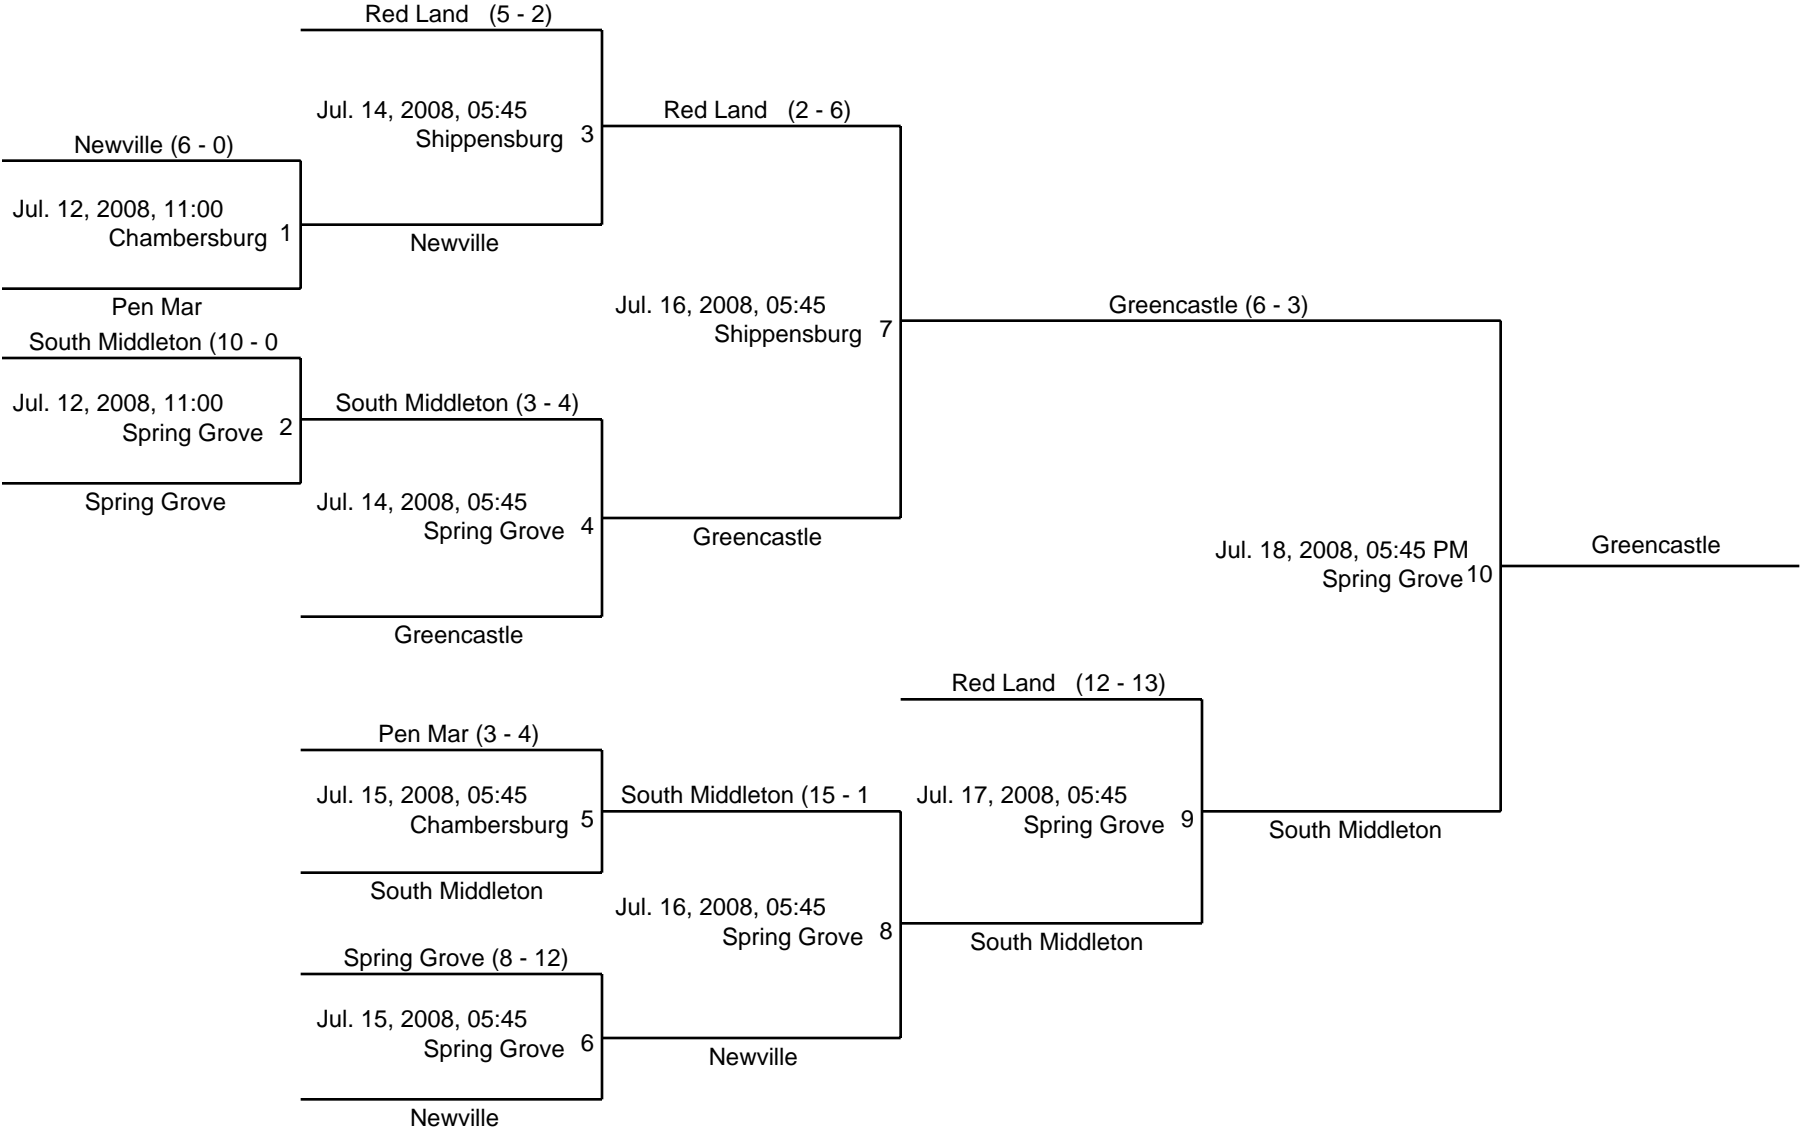 Red Land (5 - 2)
Jul. 14, 2008, 05:45
Shippensburg 3
Red Land (2 - 6)
Newville (6 - 0)
Jul. 12, 2008, 11:00
Chambersburg 1
Newville
Pen Mar
Jul. 16, 2008, 05:45
Shippensburg 7
Greencastle (6 - 3)
South Middleton (10 - 0
Jul. 12, 2008, 11:00
Spring Grove 2
South Middleton (3 - 4)
Spring Grove
Jul. 14, 2008, 05:45
Spring Grove 4
Greencastle
Greencastle
Jul. 18, 2008, 05:45 PM
Spring Grove 10
Greencastle
Red Land (12 - 13)
Pen Mar (3 - 4)
Jul. 15, 2008, 05:45
Chambersburg 5
South Middleton (15 - 1
Jul. 17, 2008, 05:45
Spring Grove 9
South Middleton
South Middleton
Jul. 16, 2008, 05:45
Spring Grove 8
South Middleton
Spring Grove (8 - 12)
Jul. 15, 2008, 05:45
Spring Grove 6
Newville
Newville